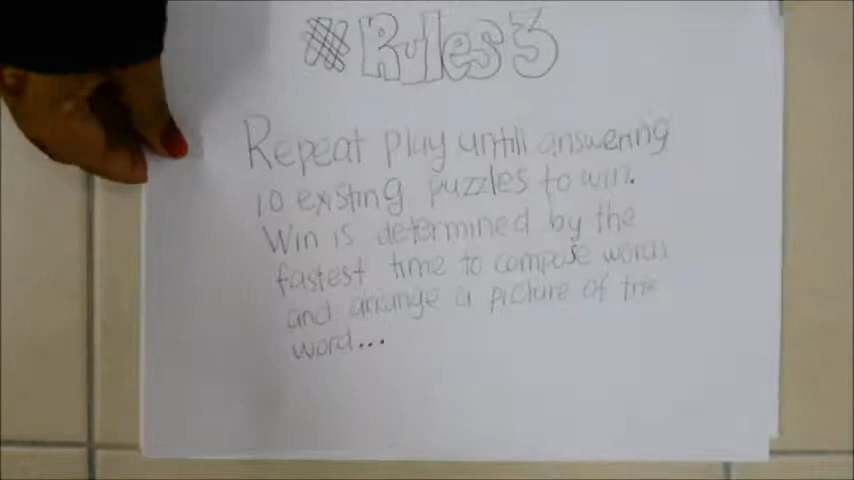 #Rules 3
Repeat play untill answering
10 existing puzzles to win.
Win is determined by the
fastest time to compose words
and arrange a picture of the
word...